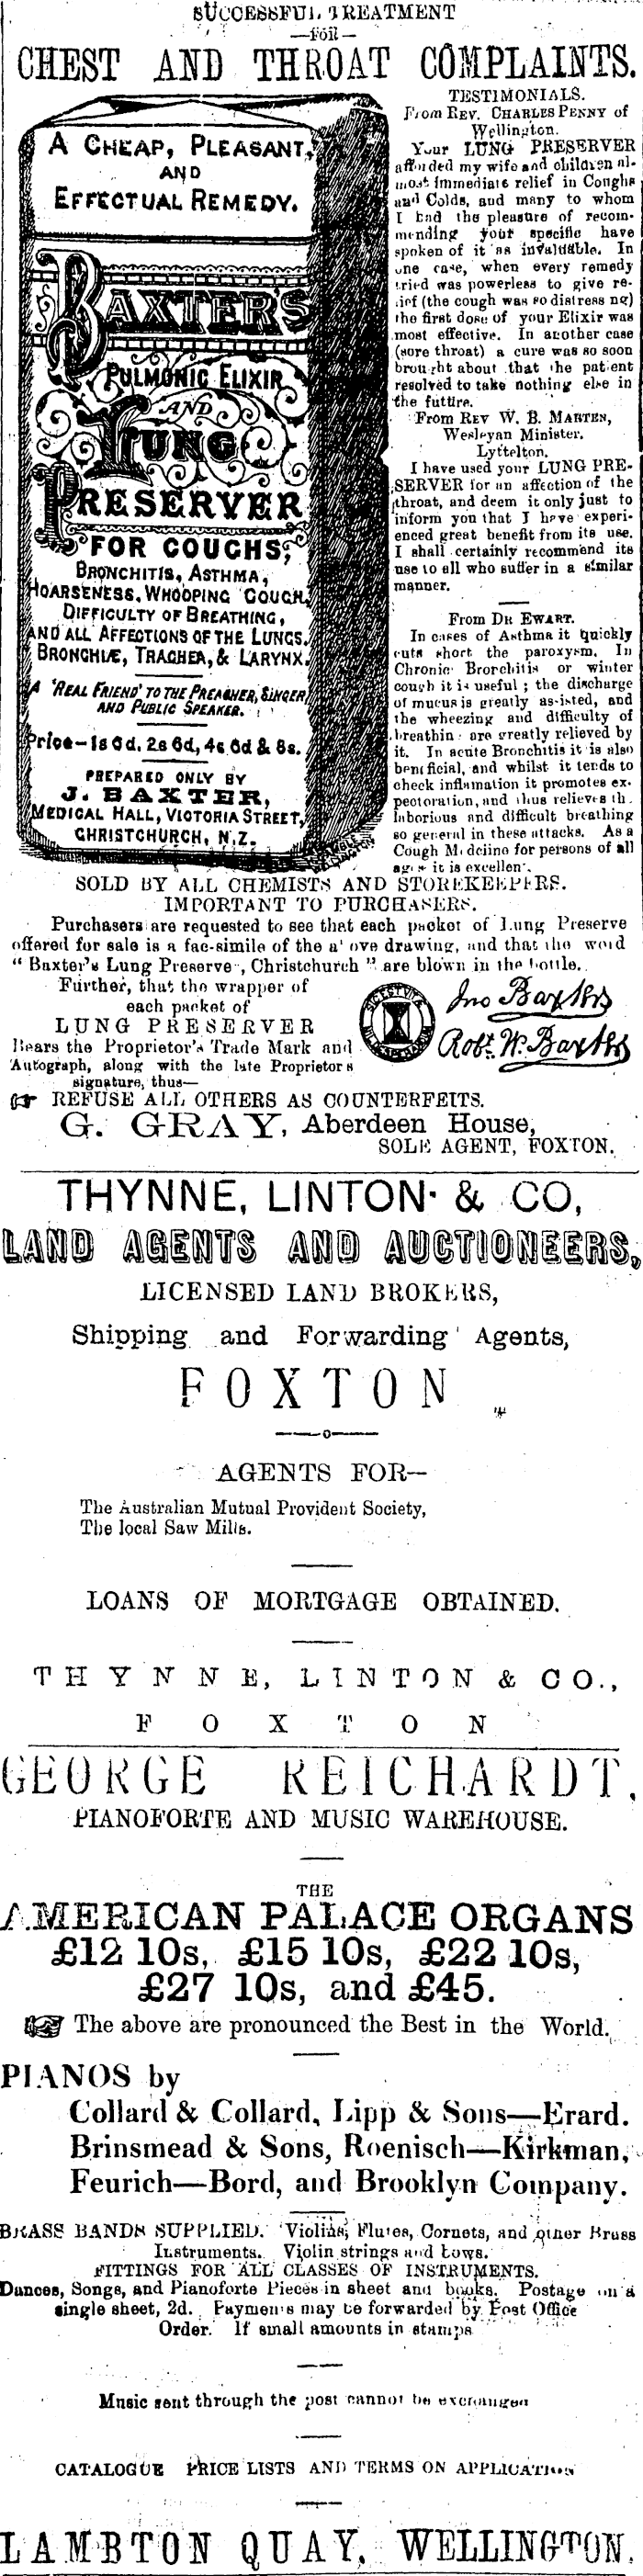 SUCCESSFUL TREATMENT
—FOR—
CHEST AND THROAT COMPLAINTS.
A CHEAP, PLEASANT,
AND
EFFECTUAL REMEDY.
BAXTER'S
PULMONIC ELIXIR
AND
LUNG
PRESERVER
FOR COUGHS,
BRONCHITIS, ASTHMA,
HOARSENESS, WHOOPING COUGH,
DIFFICULTY OF BREATHING,
AND ALL AFFECTIONS OF THE LUNGS,
BRONCHIÆ, TRACHEA, & LARYNX.
A 'REAL FRIEND' TO THE PREACHER, SINGER
AND PUBLIC SPEAKER.
Price—1s 6d, 2s 6d, 4s 6d & 8s.
PREPARED ONLY BY
J. BAXTER,
MEDICAL HALL, VICTORIA STREET,
CHRISTCHURCH, N.Z.
TESTIMONIALS.
From REV. CHARLES PENNY of
Wellington.
Your LUNG PRESERVER
afforded my wife and children al-
most immediate relief in Coughs
and Colds, and many to whom
I had the pleasure of recom-
mending your specific have
spoken of it as invaluable. In
one case, when every remedy
tried was powerless to give re-
lief (the cough was so distressing)
the first dose of your Elixir was
most effective. In another case
(sore throat) a cure was so soon
brought about that the patient
resolved to take nothing else in
the future.
From REV W. B. MARTEN,
Wesleyan Minister,
Lyttelton.
I have used your LUNG PRE-
SERVER for an affection of the
throat, and deem it only just to
inform you that I have experi-
enced great benefit from its use.
I shall certainly recommend its
use to all who suffer in a similar
manner.
From DR EWART.
In cases of Asthma it quickly
cuts short the paroxysm. In
Chronic Bronchitis or winter
cough it is useful; the discharge
of mucus is greatly assisted, and
the wheezing and difficulty of
breathing are greatly relieved by
it. In acute Bronchitis it is also
beneficial, and whilst it tends to
check inflamation it promotes ex-
pectoration, and thus relieves th
laborious and difficult breathing
so general in these attacks. As a
Cough Medicine for persons of all
ages it is excellent.
SOLD BY ALL CHEMISTS AND STOREKEEPERS.
IMPORTANT TO PURCHASERS.
Purchasers are requested to see that each packet of Lung Preserve
offered for sale is a fac-simile of the above drawing, and that the word
"Baxter's Lung Preserve, Christchurch" are blown in the bottle.
Further, that the wrapper of
each packet of
LUNG PRESERVER
Bears the Proprietor's Trade Mark and
Autograph, along with the late Proprietors
signature, thus—
Jno Baxter
Robt. W. Baxter
REFUSE ALL OTHERS AS COUNTERFEITS.
G. GRAY, Aberdeen House,
SOLE AGENT, FOXTON.
THYNNE, LINTON & CO,
LAND AGENTS AND AUCTIONEERS,
LICENSED LAND BROKERS,
Shipping and Forwarding Agents,
FOXTON
——o——
AGENTS FOR—
The Australian Mutual Provident Society,
The local Saw Mills.
LOANS OF MORTGAGE OBTAINED.
THYNNE, LINTON & CO.,
FOXTON
GEORGE REICHARDT,
PIANOFORTE AND MUSIC WAREHOUSE.
THE
AMERICAN PALACE ORGANS
£12 10s, £15 10s, £22 10s,
£27 10s, and £45.
The above are pronounced the Best in the World.
PIANOS by
Collard & Collard, Lipp & Sons—Erard.
Brinsmead & Sons, Roenisch—Kirkman,
Feurich—Bord, and Brooklyn Company.
BRASS BANDS SUPPLIED. Violins, Flutes, Cornets, and other Brass
Instruments. Violin strings and bows.
FITTINGS FOR ALL CLASSES OF INSTRUMENTS.
Dances, Songs, and Pianoforte Pieces in sheet and books. Postage on a
single sheet, 2d. Payments may be forwarded by Post Office
Order. If small amounts in stamps
Music sent through the post cannot be exchanged
CATALOGUE PRICE LISTS AND TERMS ON APPLICATION
LAMBTON QUAY, WELLINGTON.